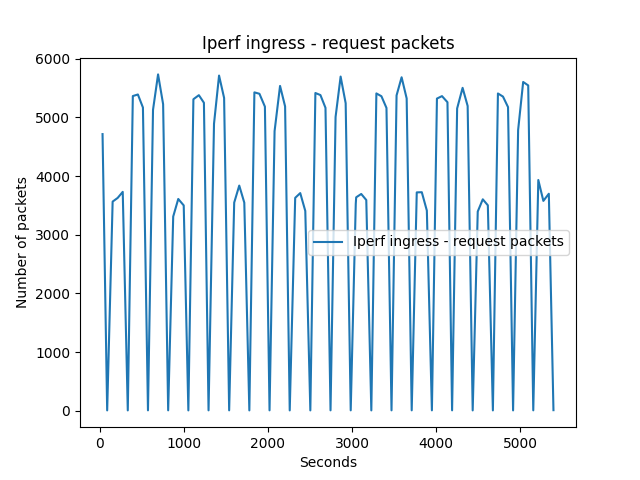 Iperf ingress - request packets
6000
5000
4000
3000
2000
1000
0
Number of packets
Iperf ingress - request packets
0 1000 2000 3000 4000 5000
Seconds